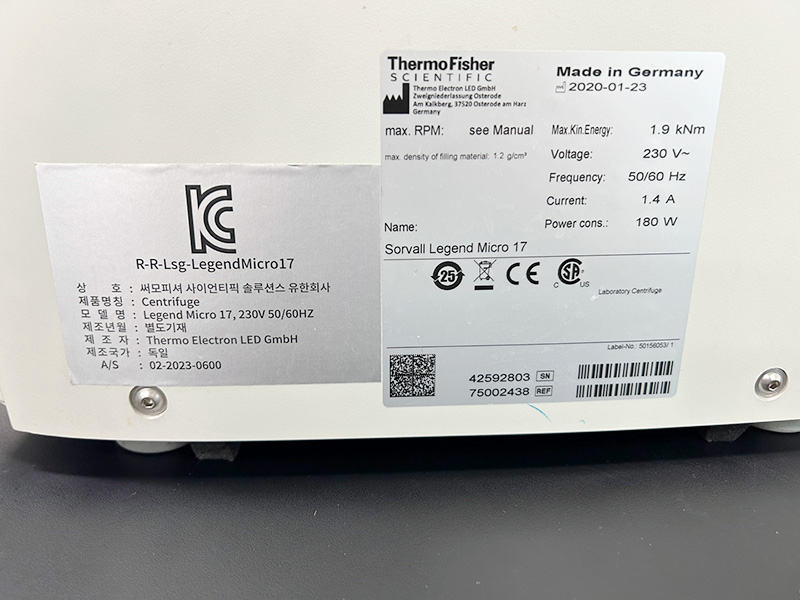 R-R-Lsg-LegendMicro17
상 호 : 써모피셔 사이언티픽 솔루션스 유한회사
제품명칭 : Centrifuge
모 델 명 : Legend Micro 17, 230V 50/60HZ
제조년월 : 별도기재
제 조 자 : Thermo Electron LED GmbH
제조국가 : 독일
A/S : 02-2023-0600
ThermoFisher
SCIENTIFIC
Thermo Electron LED GmbH
Zweigniederlassung Osterode
Am Kalkberg, 37520 Osterode am Harz
Germany
Made in Germany
2020-01-23
max. RPM: see Manual
max. density of filling material: 1.2 g/cm³
Max.Kin.Energy: 1.9 kNm
Voltage: 230 V~
Frequency: 50/60 Hz
Current: 1.4 A
Power cons.: 180 W
Name:
Sorvall Legend Micro 17
25
CE
C SA US
Laboratory Centrifuge
Label-No.: 50156053/ 1
42592803 SN
75002438 REF